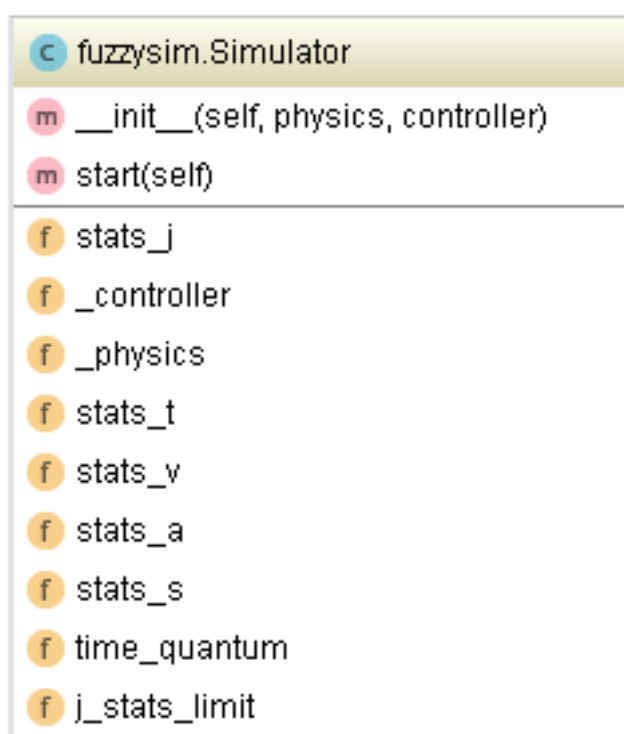 c fuzzysim.Simulator
m __init__(self, physics, controller)
m start(self)
f stats_j
f _controller
f _physics
f stats_t
f stats_v
f stats_a
f stats_s
f time_quantum
f j_stats_limit